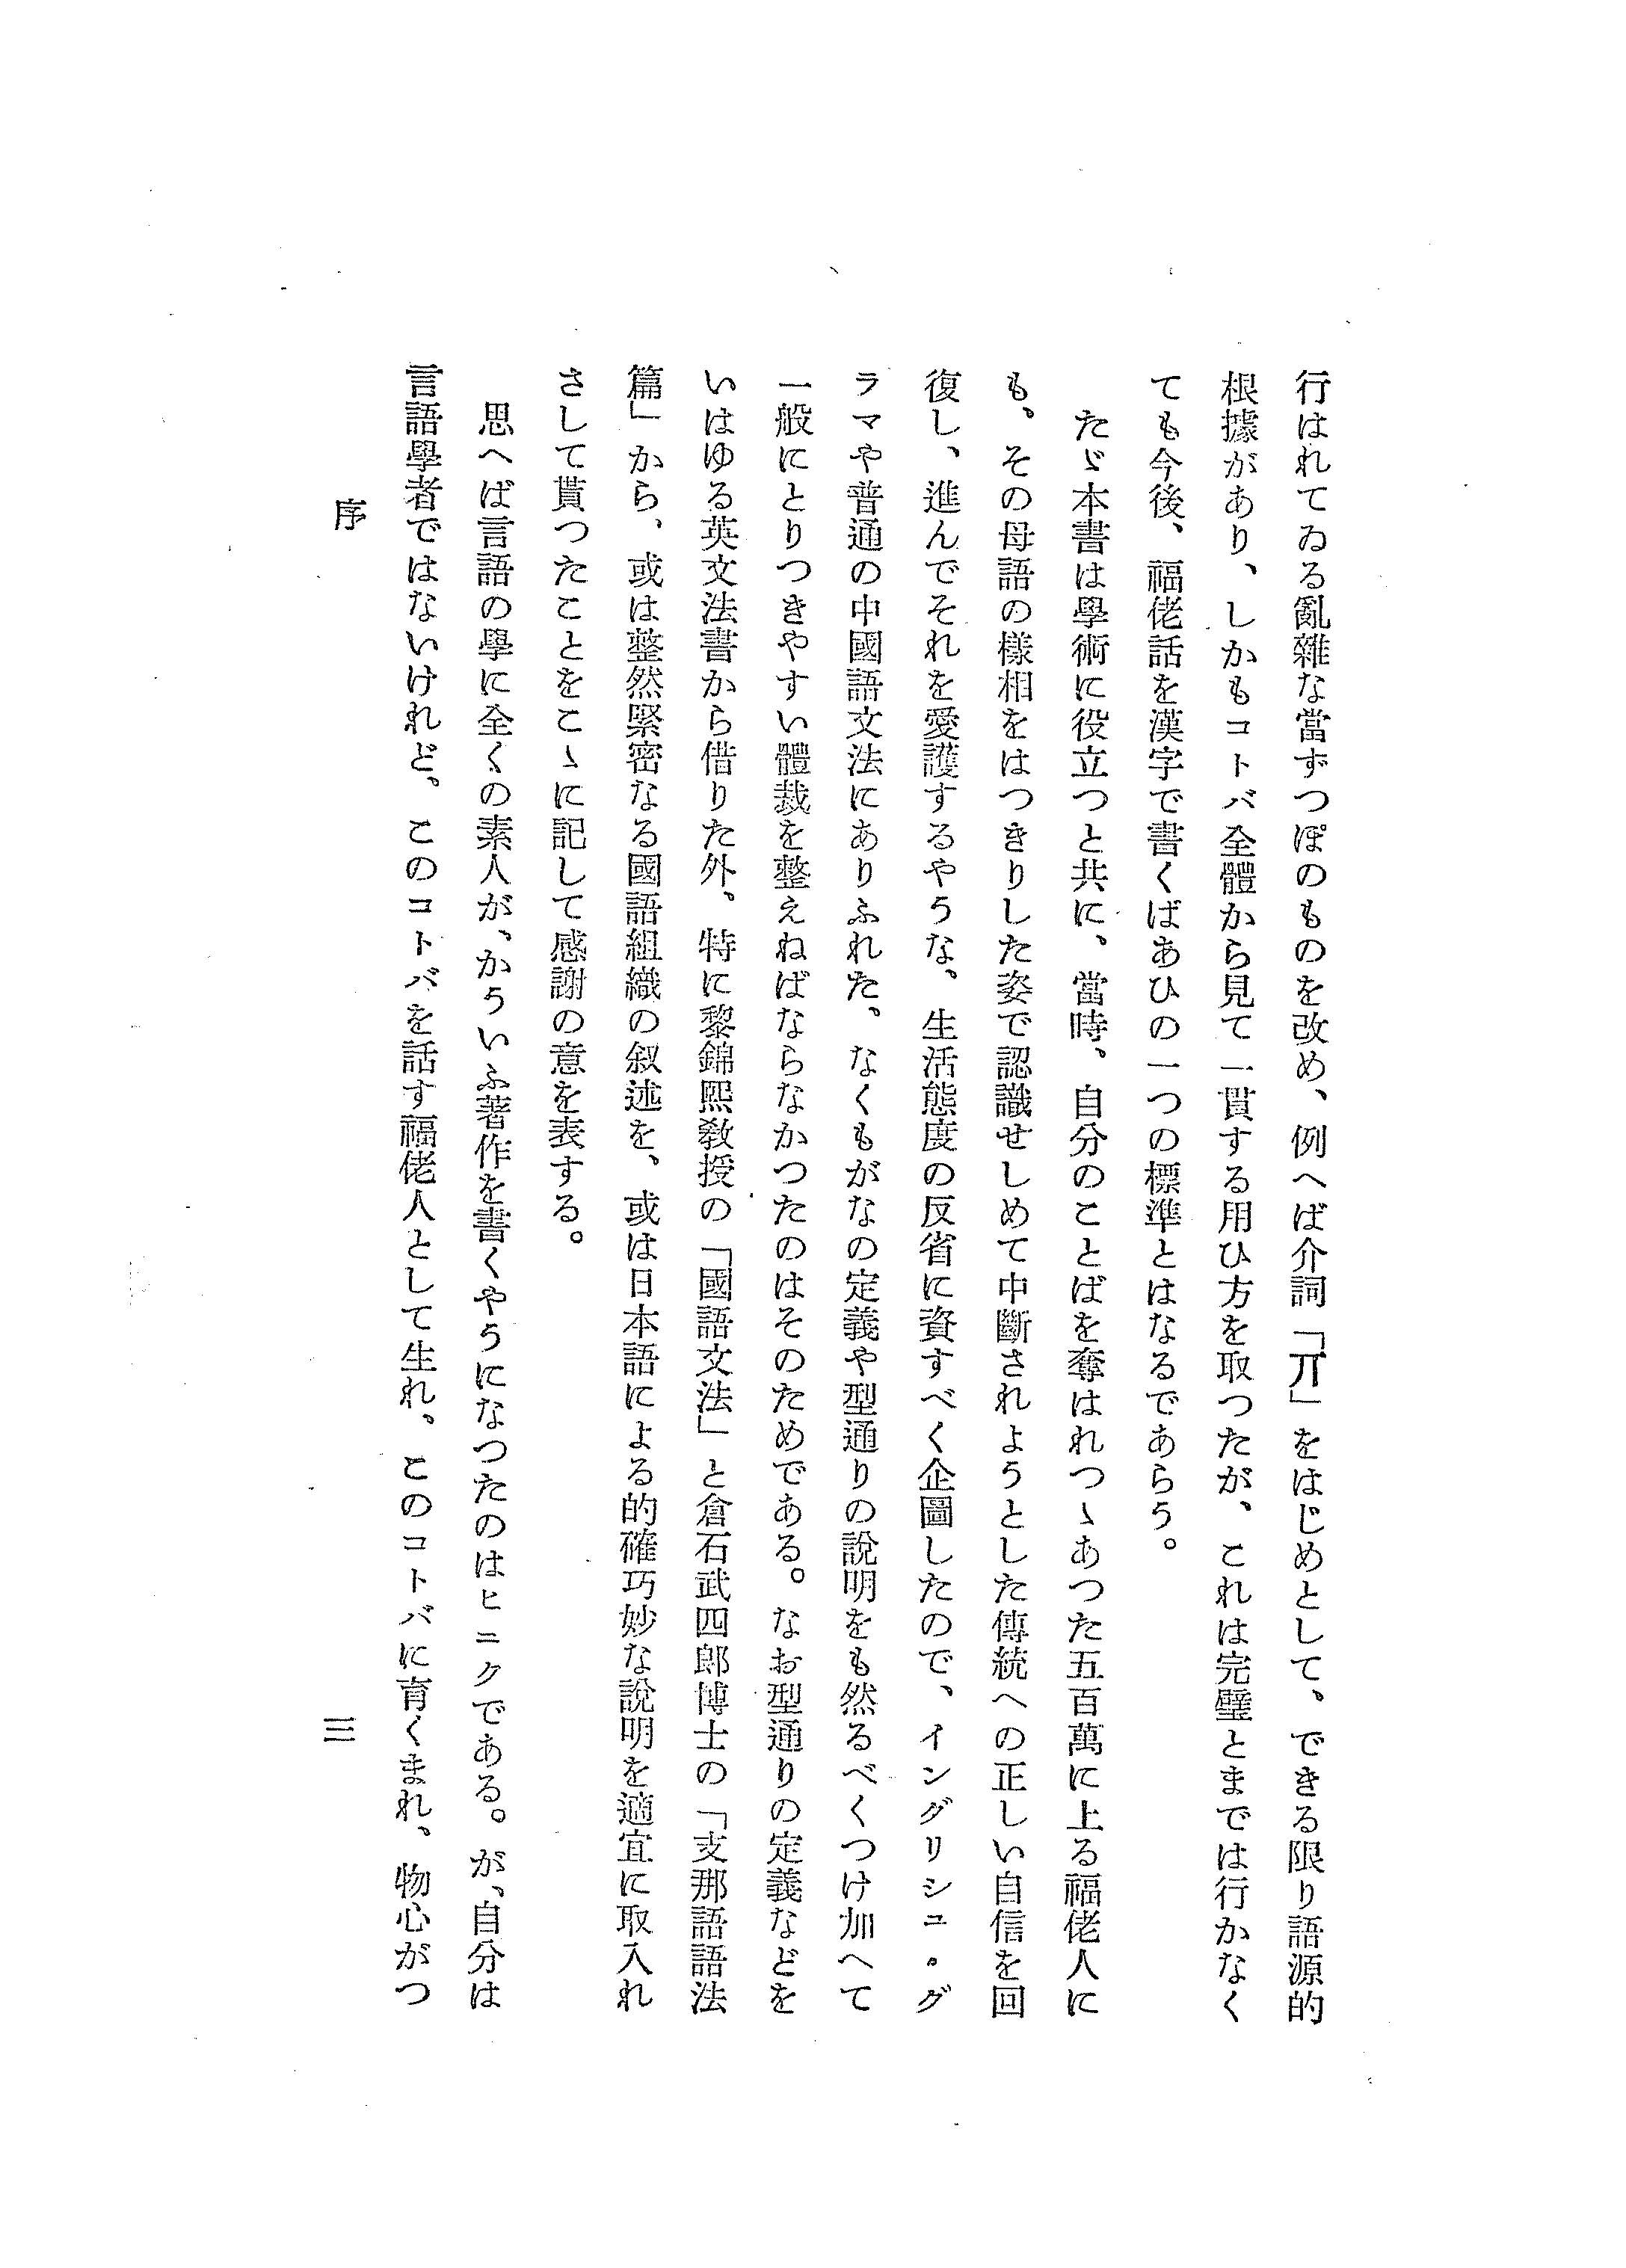 行はれてゐる亂雜な當ずつぽのものを改め、例へば介詞「丌」をはじめとして、できる限り語源的
根據があり、しかもコトバ全體から見て一貫する用ひ方を取つたが、これは完璧とまでは行かなく
ても今後、福佬話を漢字で書くばあひの一つの標準とはなるであらう。
たゞ本書は學術に役立つと共に、當時、自分のことばを奪はれつゝあつた五百萬に上る福佬人に
も、その母語の樣相をはつきりした姿で認識せしめて中斷されようとした傳統への正しい自信を回
復し、進んでそれを愛護するやうな、生活態度の反省に資すべく企圖したので、イングリシユ・グ
ラマや普通の中國語文法にありふれた、なくもがなの定義や型通りの說明をも然るべくつけ加へて
一般にとりつきやすい體裁を整えねばならなかつたのはそのためである。なお型通りの定義などを
いはゆる英文法書から借りた外、特に黎錦熙敎授の「國語文法」と倉石武四郎博士の「支那語語法
篇」から、或は整然緊密なる國語組織の叙述を、或は日本語による的確巧妙な說明を適宜に取入れ
さして貰つたことをこゝに記して感謝の意を表する。
思へば言語の學に全くの素人が、かういふ著作を書くやうになつたのはヒニクである。が、自分は
言語學者ではないけれど、このコトバを話す福佬人として生れ、このコトバに育くまれ、物心がつ
序
三